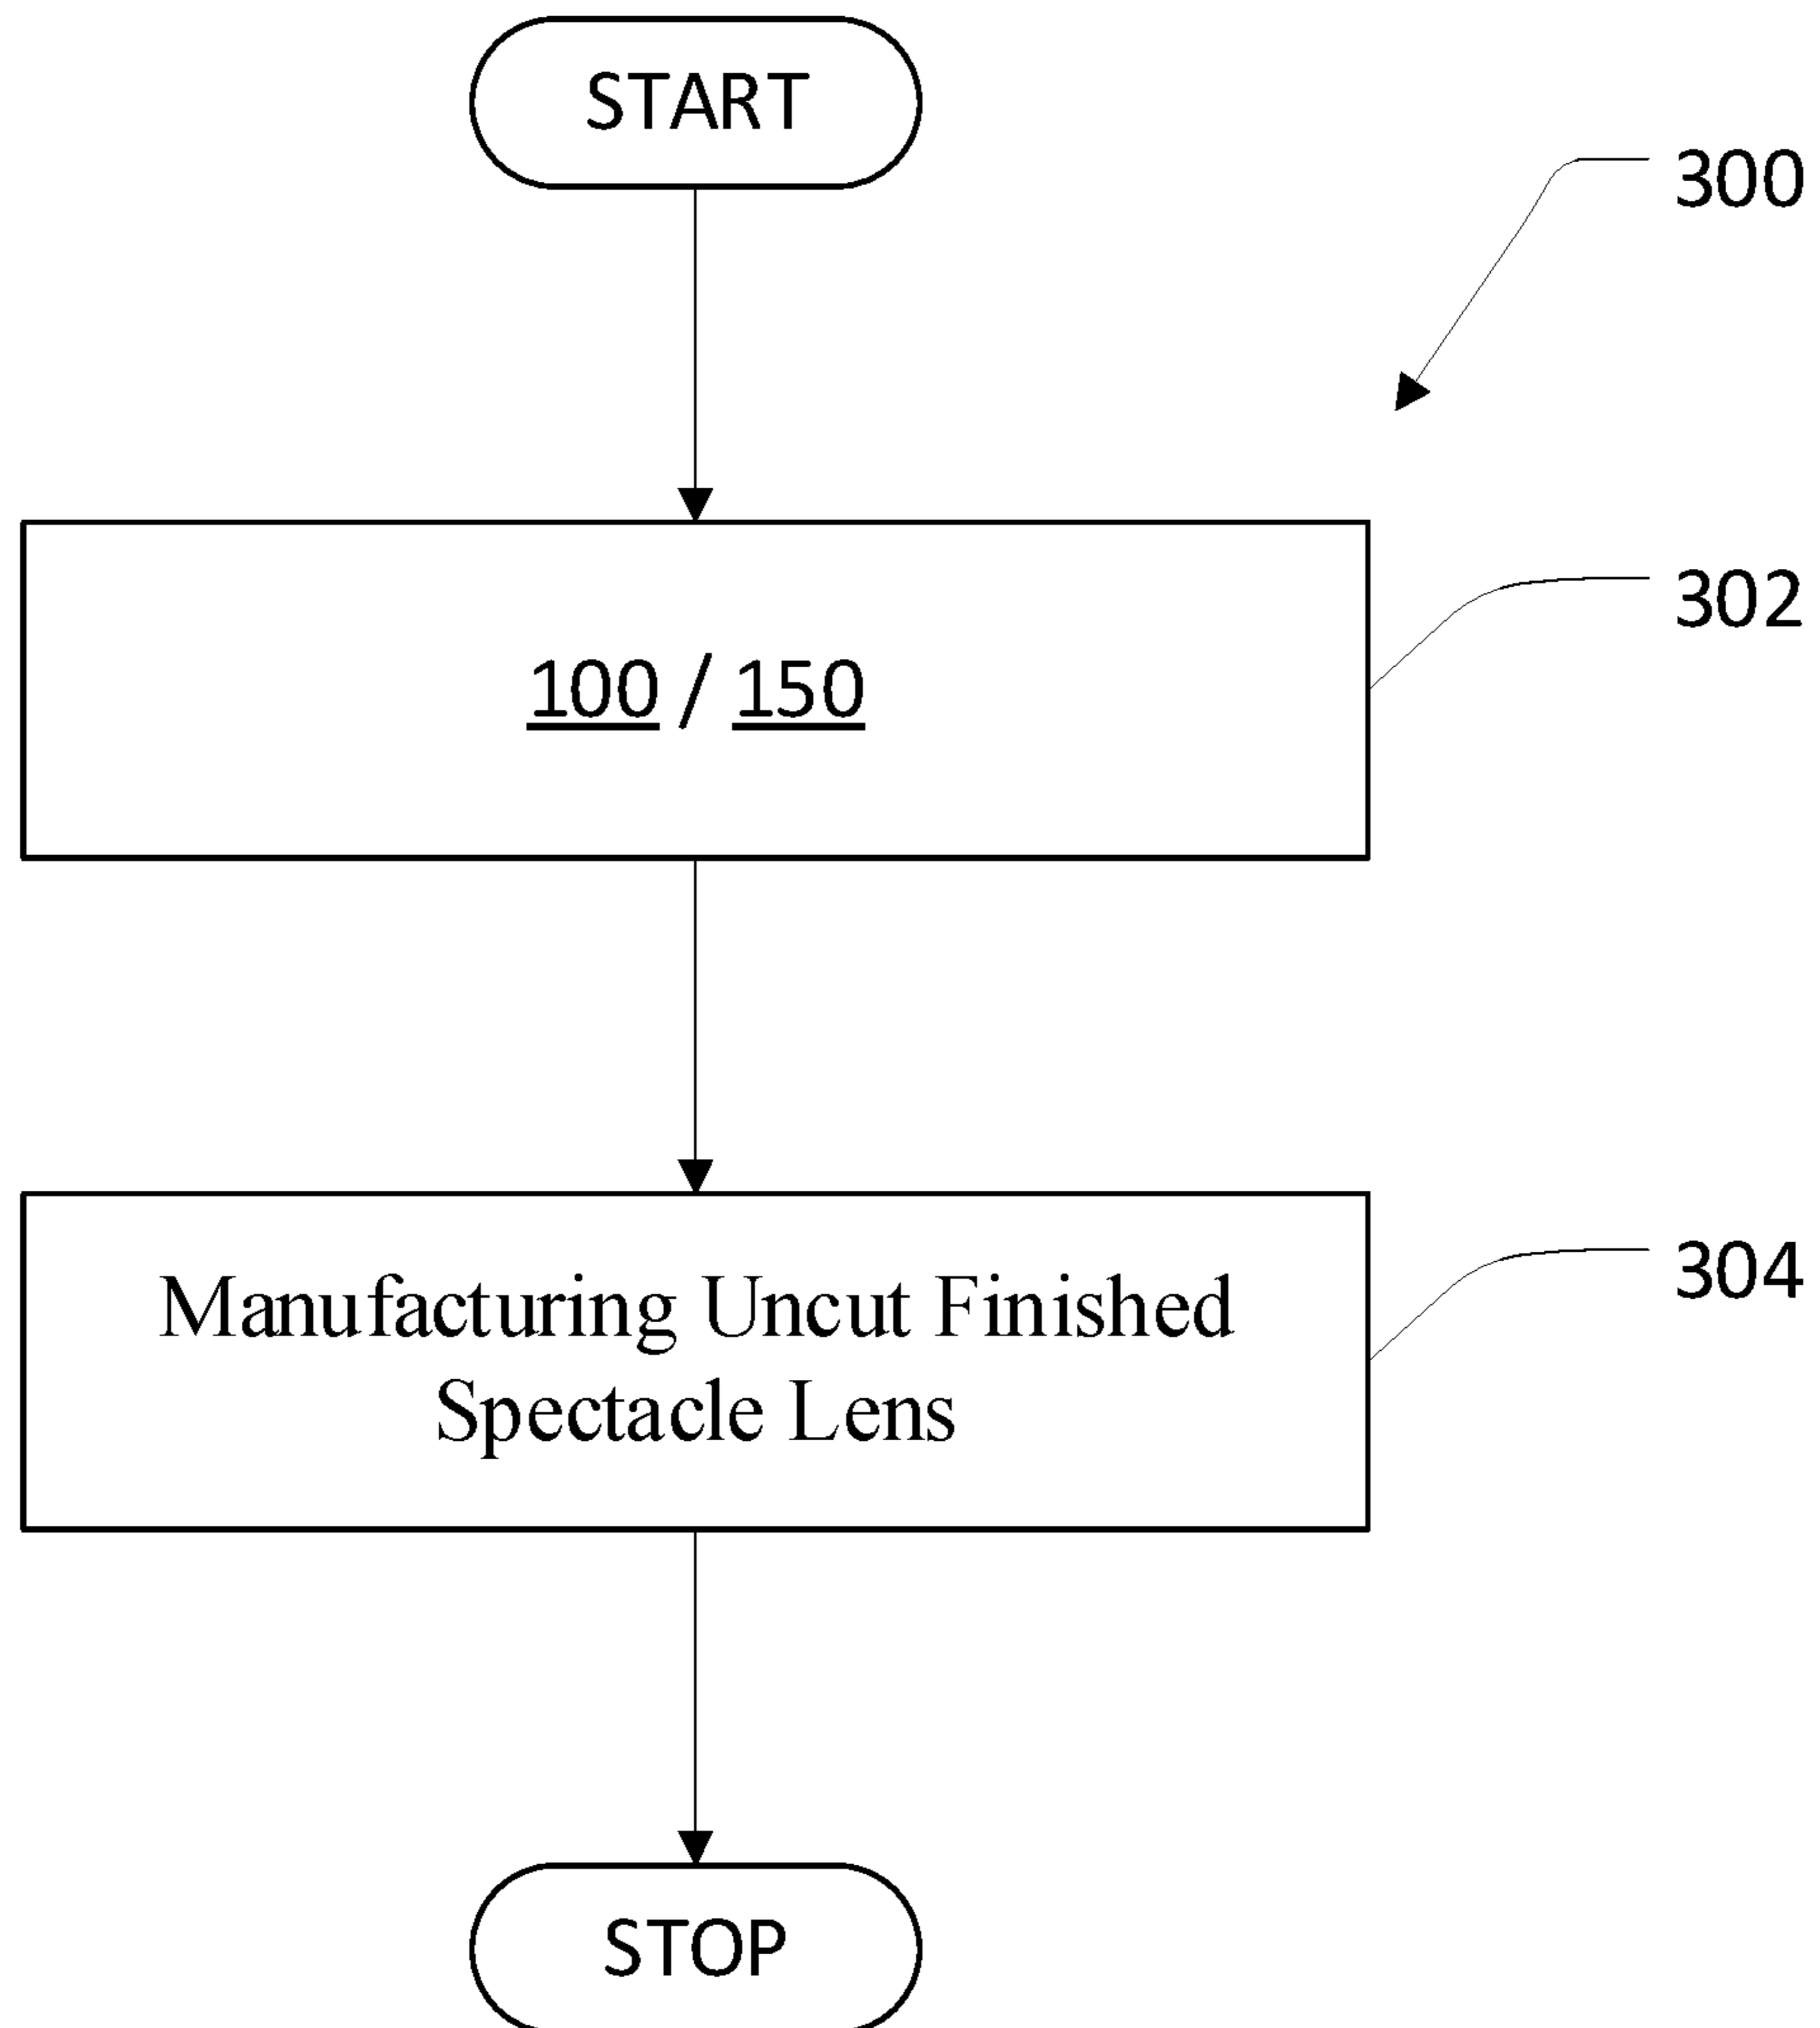 START
300
302
100 / 150
304
Manufacturing Uncut Finished
Spectacle Lens
STOP